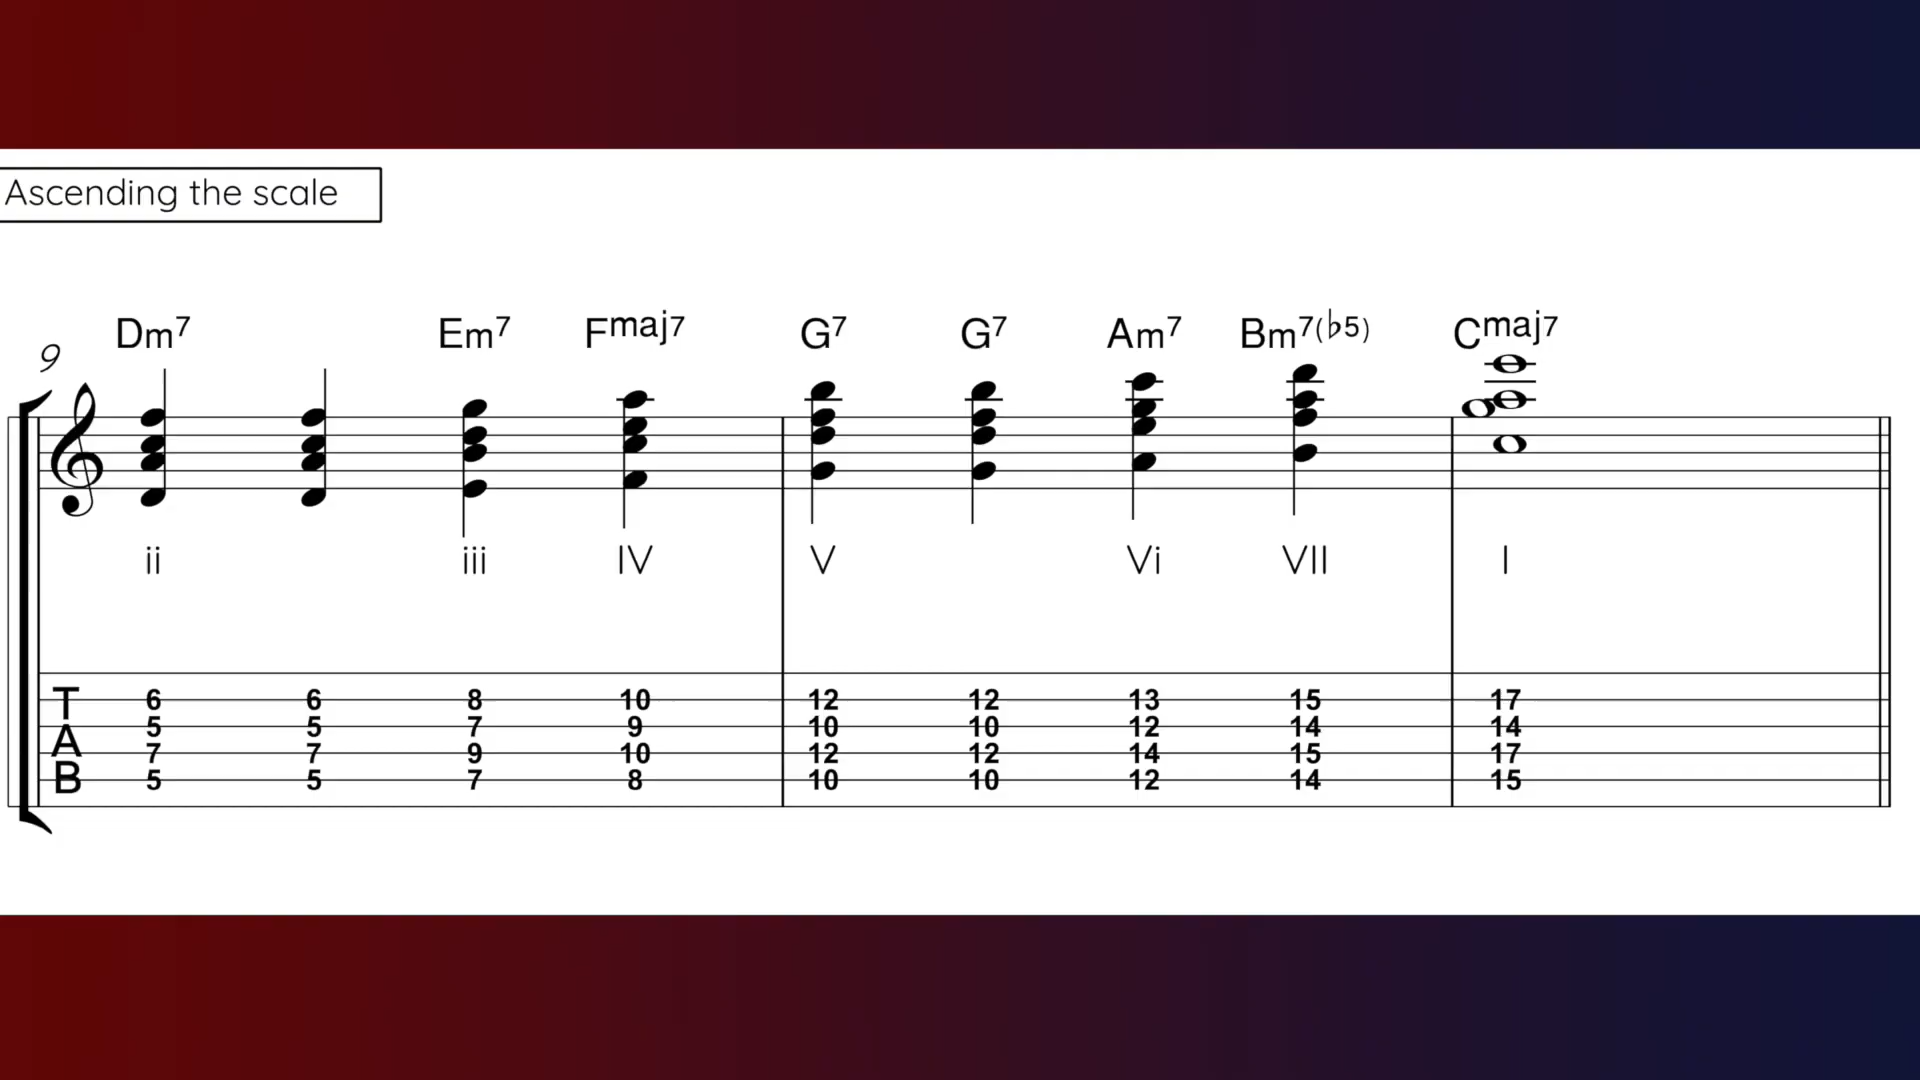 Ascending the scale
Dm7 Em7 Fmaj7 G7 G7 Am7 Bm7(♭5) Cmaj7
9
ii iii IV V Vi VII I
T 6 6 8 10 12 12 13 15 17
5 5 7 9 10 10 12 14 14
A 7 7 9 10 12 12 14 15 17
B 5 5 7 8 10 10 12 14 15